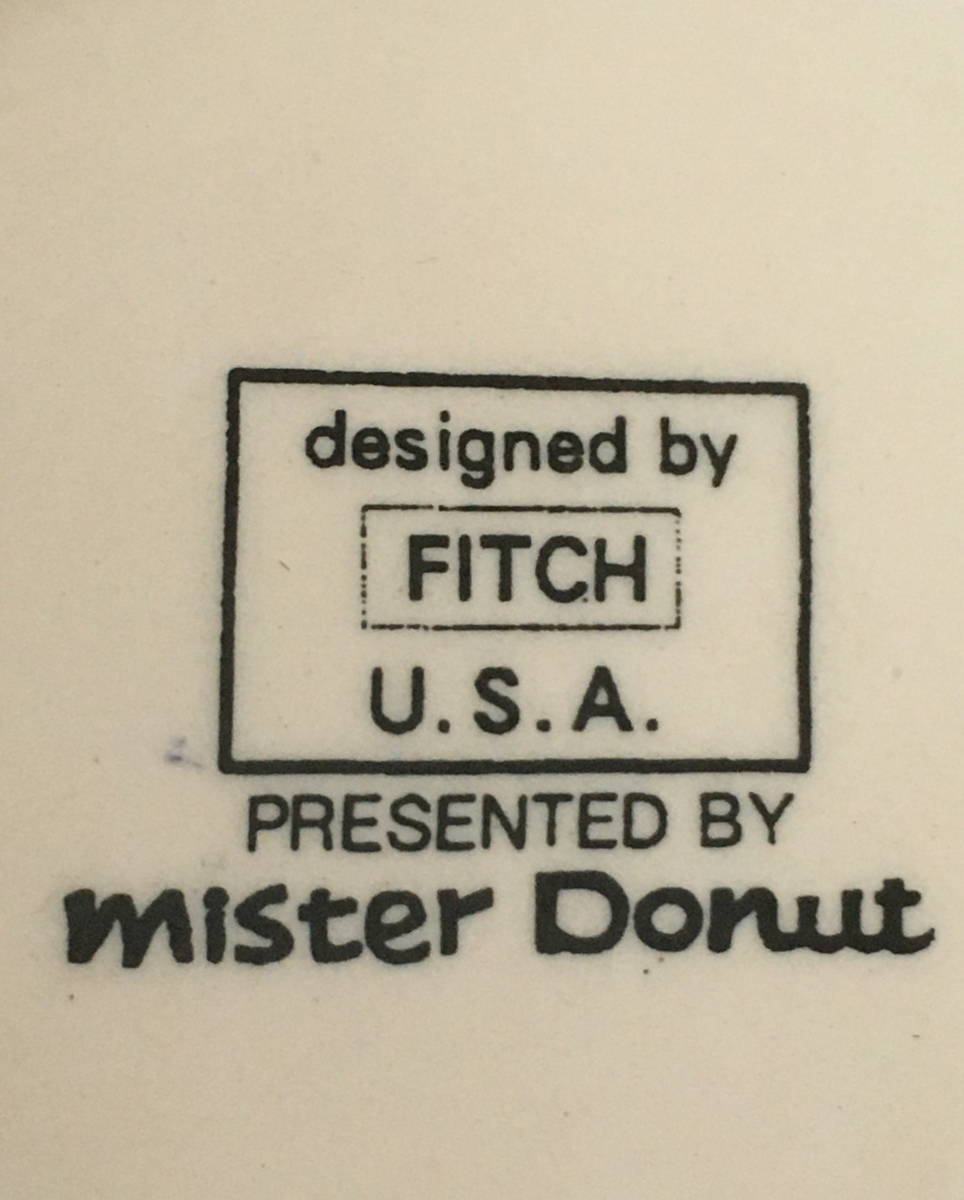 designed by
FITCH
U.S.A.
PRESENTED BY
mister Donut